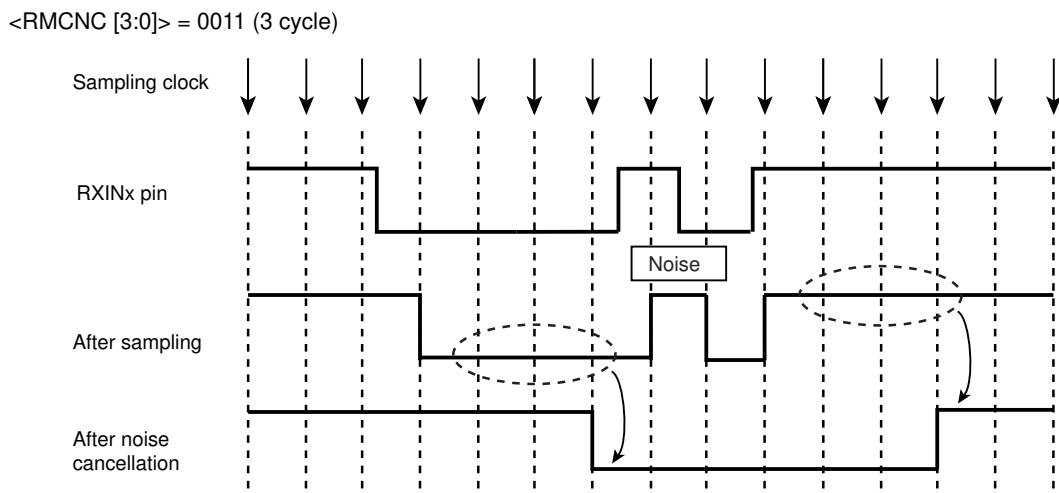 <RMCNC [3:0]> = 0011 (3 cycle)
Sampling clock
RXINx pin
Noise
After sampling
After noise
cancellation